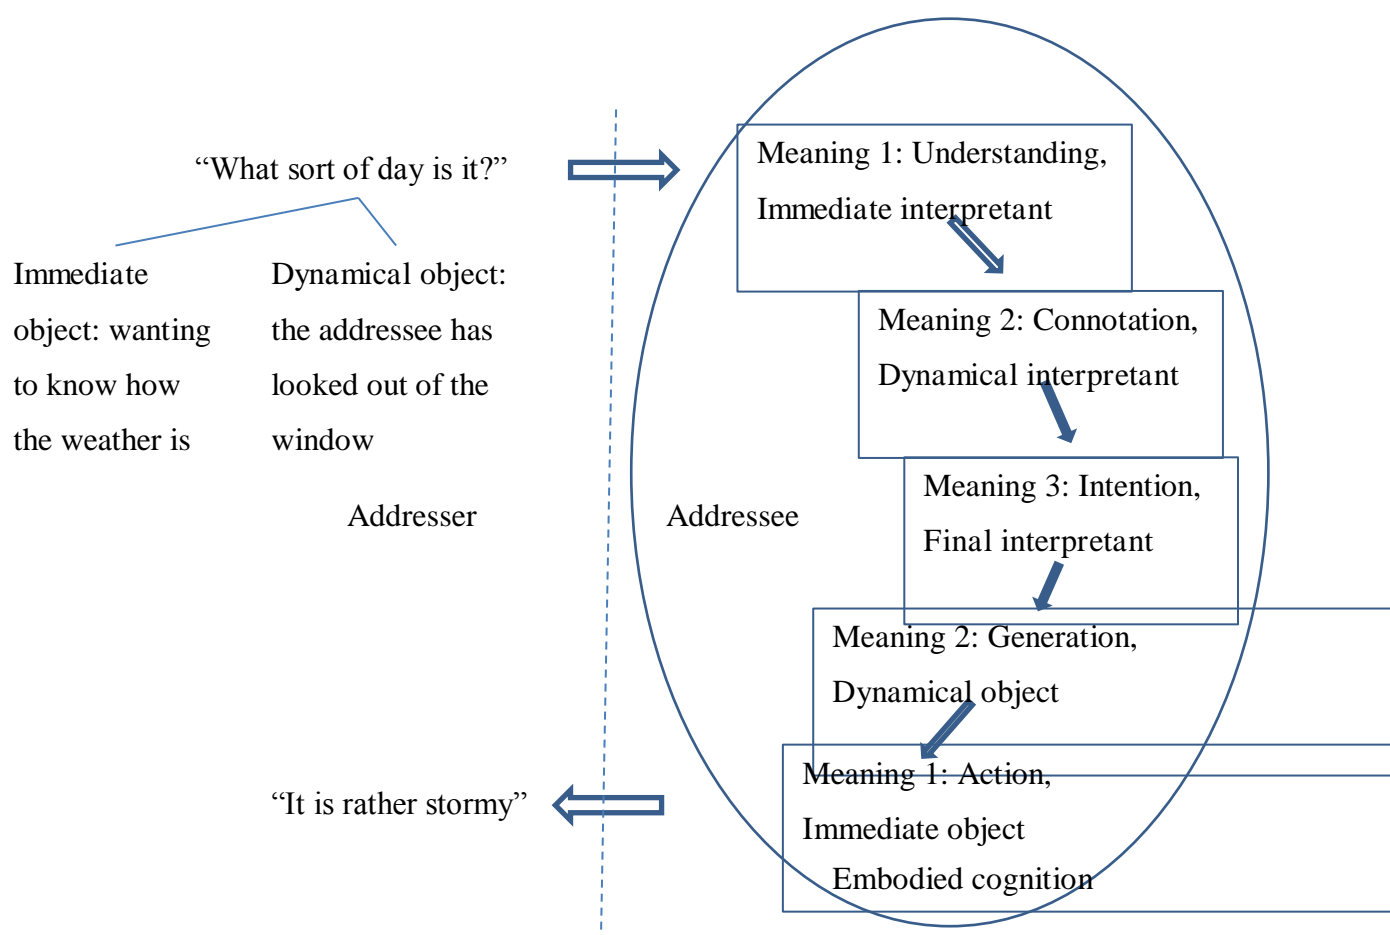 “What sort of day is it?”
Immediate
object: wanting
to know how
the weather is
Dynamical object:
the addressee has
looked out of the
window
Addresser
Addressee
Meaning 1: Understanding,
Immediate interpretant
Meaning 2: Connotation,
Dynamical interpretant
Meaning 3: Intention,
Final interpretant
Meaning 2: Generation,
Dynamical object
Meaning 1: Action,
Immediate object
Embodied cognition
“It is rather stormy”